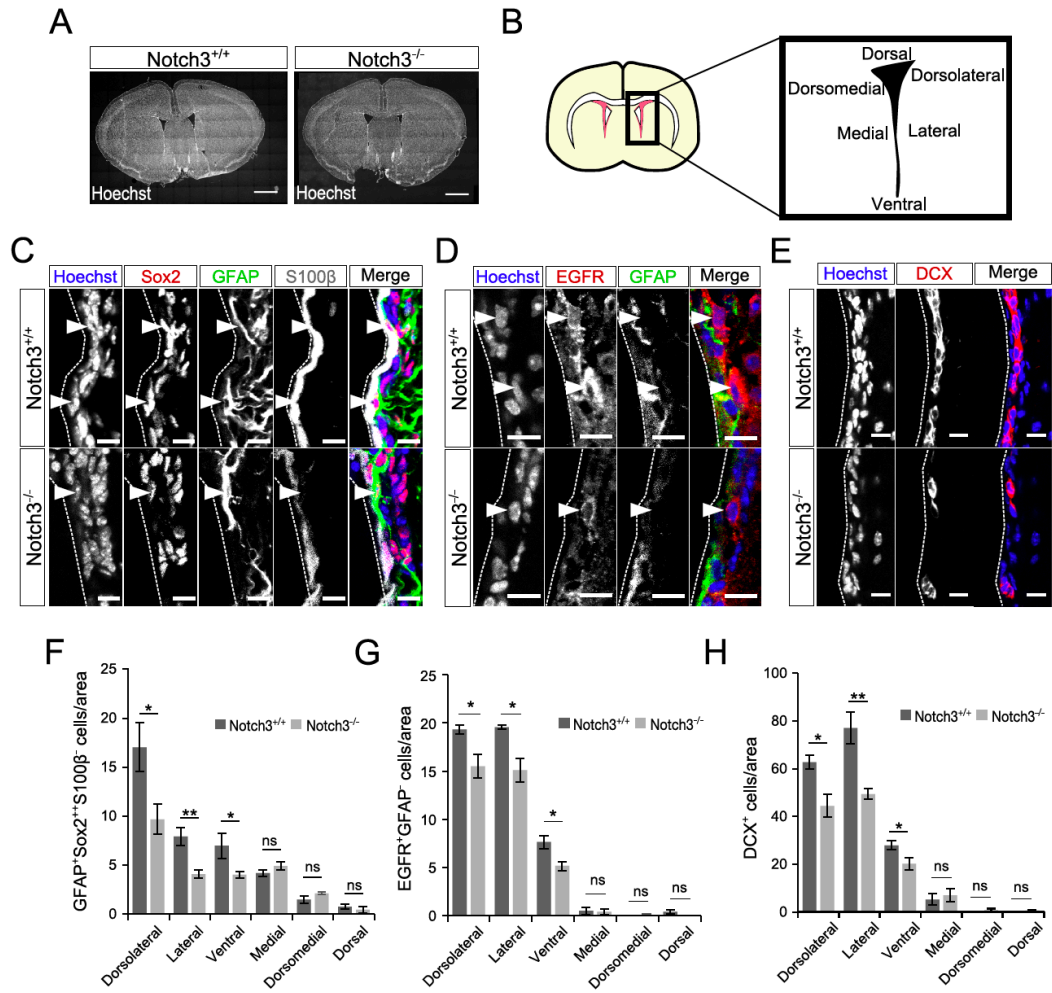 A
Notch3+/+
Notch3-/-
Hoechst
Hoechst
B
Dorsal
Dorsolateral
Dorsomedial
Medial
Lateral
Ventral
C
Hoechst Sox2 GFAP S100β Merge
Notch3+/+
Notch3-/-
D
Hoechst EGFR GFAP Merge
Notch3+/+
Notch3-/-
E
Hoechst DCX Merge
Notch3+/+
Notch3-/-
F
GFAP+Sox2++S100β- cells/area
25
20
15
10
5
0
Notch3+/+ Notch3-/-
* ** * ns ns ns
Dorsolateral Lateral Ventral Medial Dorsomedial Dorsal
G
EGFR+GFAP- cells/area
25
20
15
10
5
0
Notch3+/+ Notch3-/-
* * * ns ns ns
Dorsolateral Lateral Ventral Medial Dorsomedial Dorsal
H
DCX+ cells/area
100
80
60
40
20
0
Notch3+/+ Notch3-/-
* ** * ns ns ns
Dorsolateral Lateral Ventral Medial Dorsomedial Dorsal